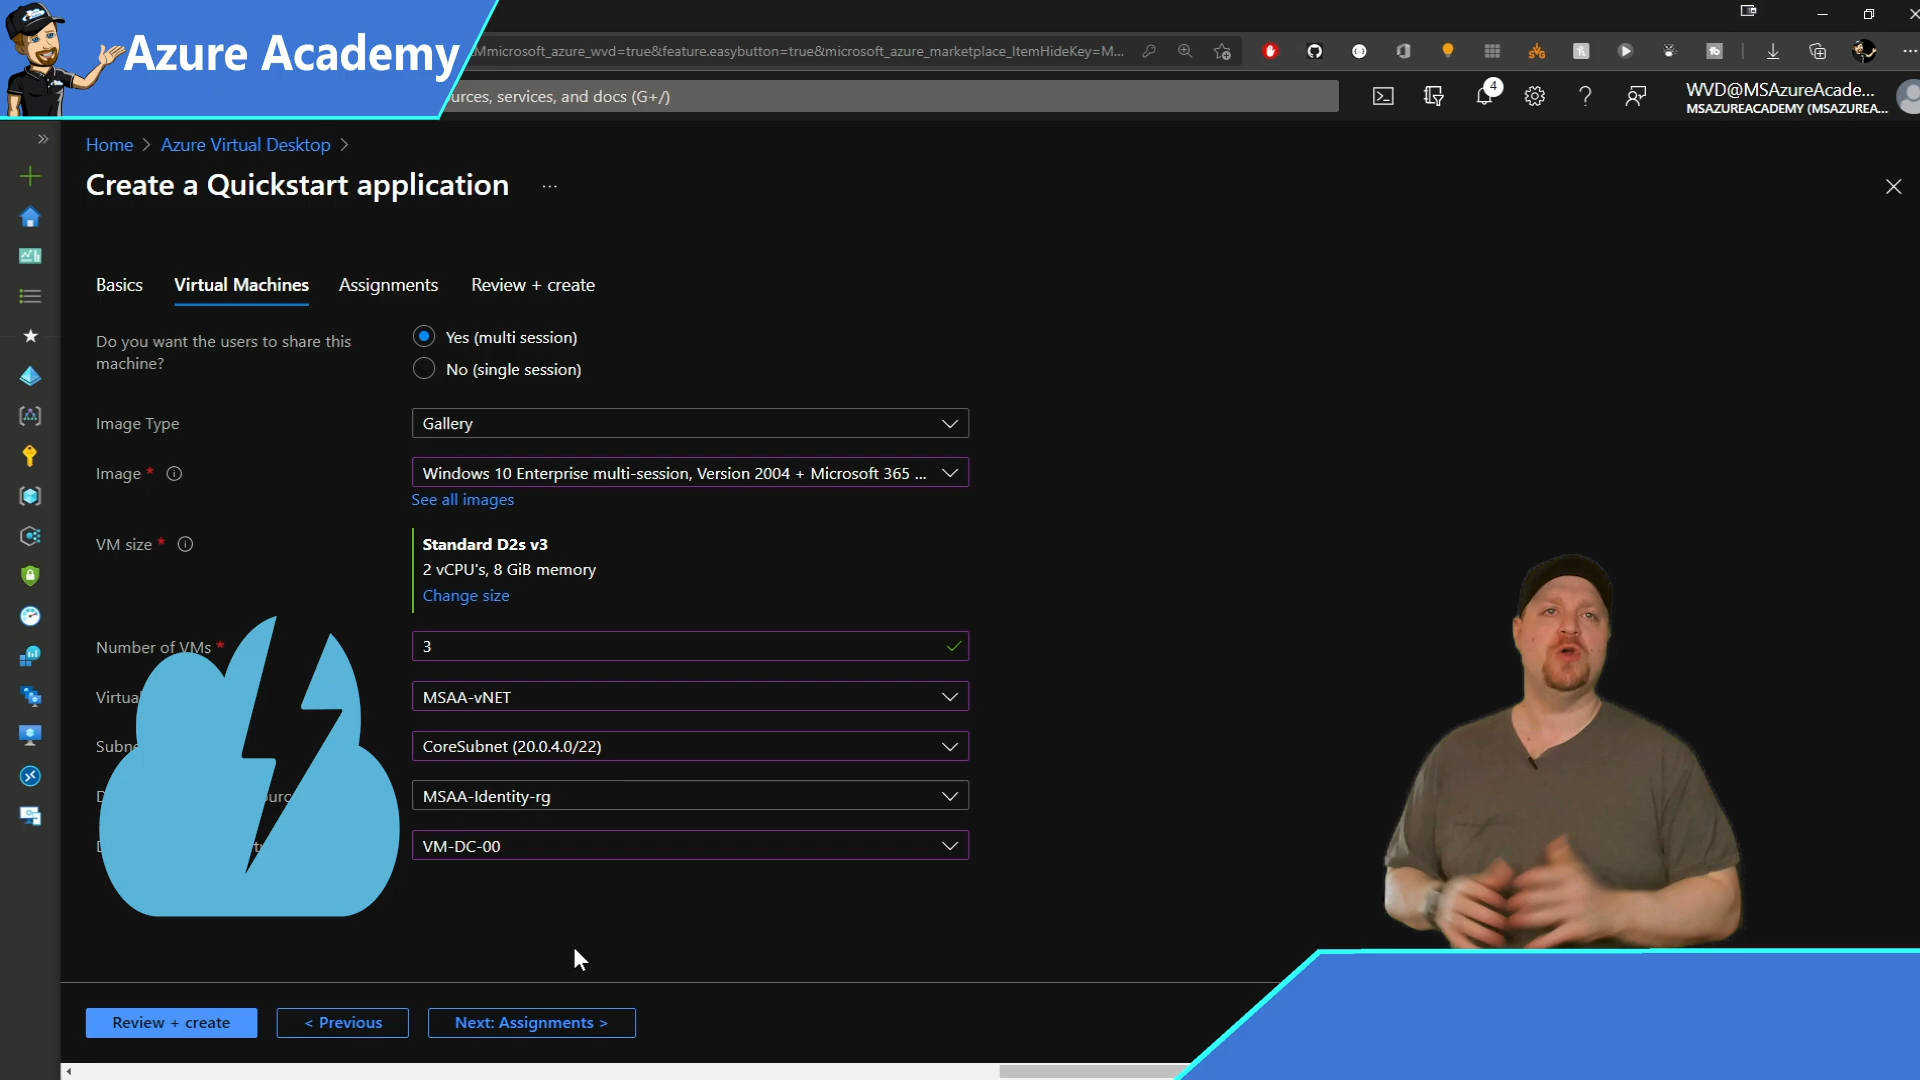 Azure Academy
Mmicrosoft_azure_wvd=true&feature.easybutton=true&microsoft_azure_marketplace_ItemHideKey=M...
urces, services, and docs (G+/)
4
WVD@MSAzureAcade...
MSAZUREACADEMY (MSAZUREA...
Home > Azure Virtual Desktop >
Create a Quickstart application ...
Basics Virtual Machines Assignments Review + create
Do you want the users to share this
machine?
Yes (multi session)
No (single session)
Image Type
Gallery
Image *
Windows 10 Enterprise multi-session, Version 2004 + Microsoft 365 ...
See all images
VM size *
Standard D2s v3
2 vCPU's, 8 GiB memory
Change size
Number of VMs *
3
Virtua
MSAA-vNET
Subne
CoreSubnet (20.0.4.0/22)
MSAA-Identity-rg
VM-DC-00
Review + create
< Previous
Next: Assignments >